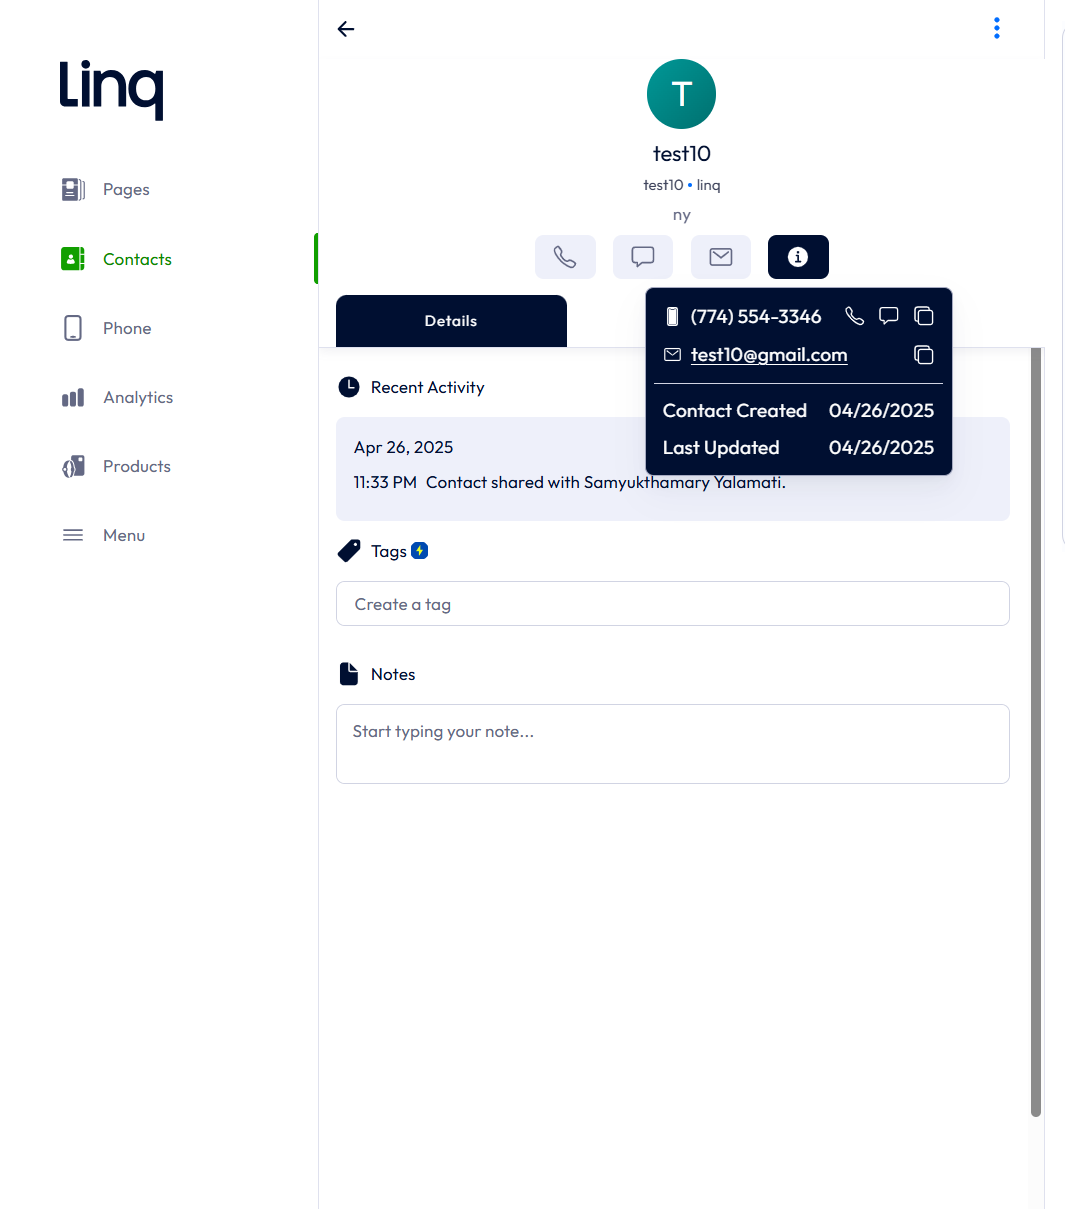 Linq
Pages
Contacts
Phone
Analytics
Products
Menu
T
test10
test10 • linq
ny
Details
(774) 554-3346
test10@gmail.com
Contact Created 04/26/2025
Last Updated 04/26/2025
Recent Activity
Apr 26, 2025
11:33 PM Contact shared with Samyukthamary Yalamati.
Tags
Create a tag
Notes
Start typing your note...